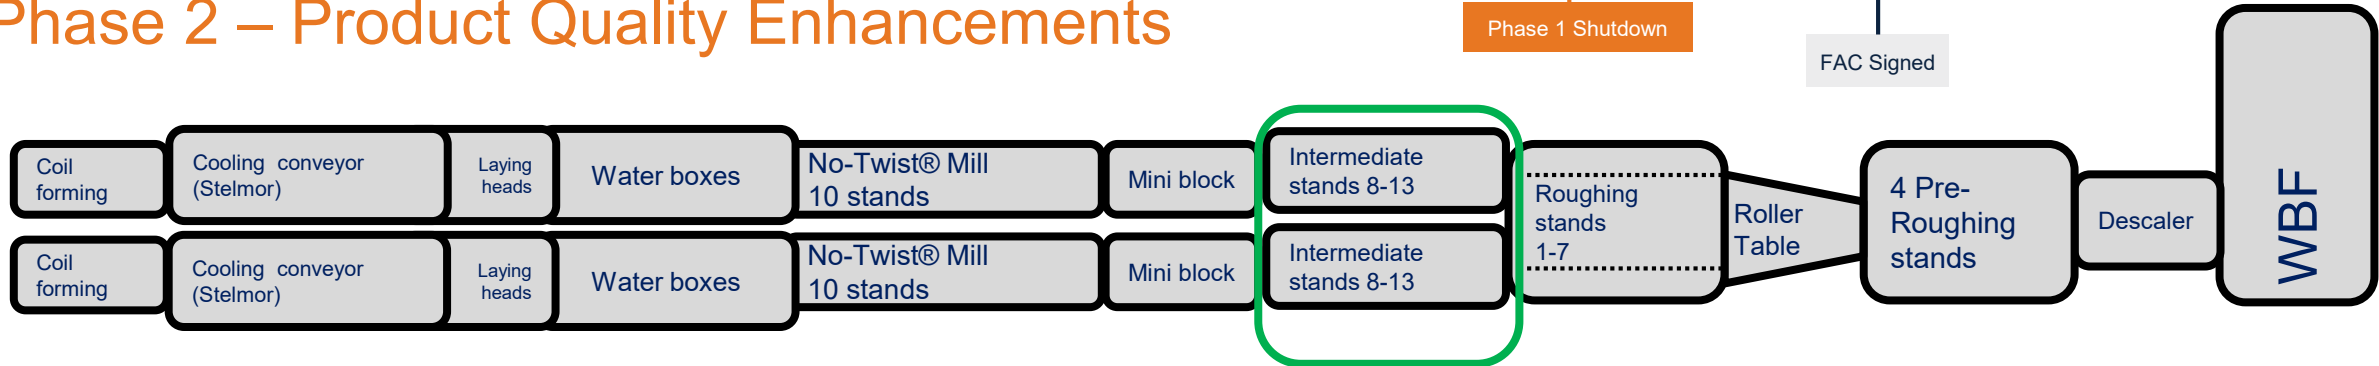 Phase 2 – Product Quality Enhancements
Phase 1 Shutdown
FAC Signed
Coil
forming
Cooling conveyor
(Stelmor)
Laying
heads
Water boxes
No-Twist® Mill
10 stands
Mini block
Intermediate
stands 8-13
Coil
forming
Cooling conveyor
(Stelmor)
Laying
heads
Water boxes
No-Twist® Mill
10 stands
Mini block
Intermediate
stands 8-13
Roughing
stands
1-7
Roller
Table
4 Pre-
Roughing
stands
Descaler
WBF